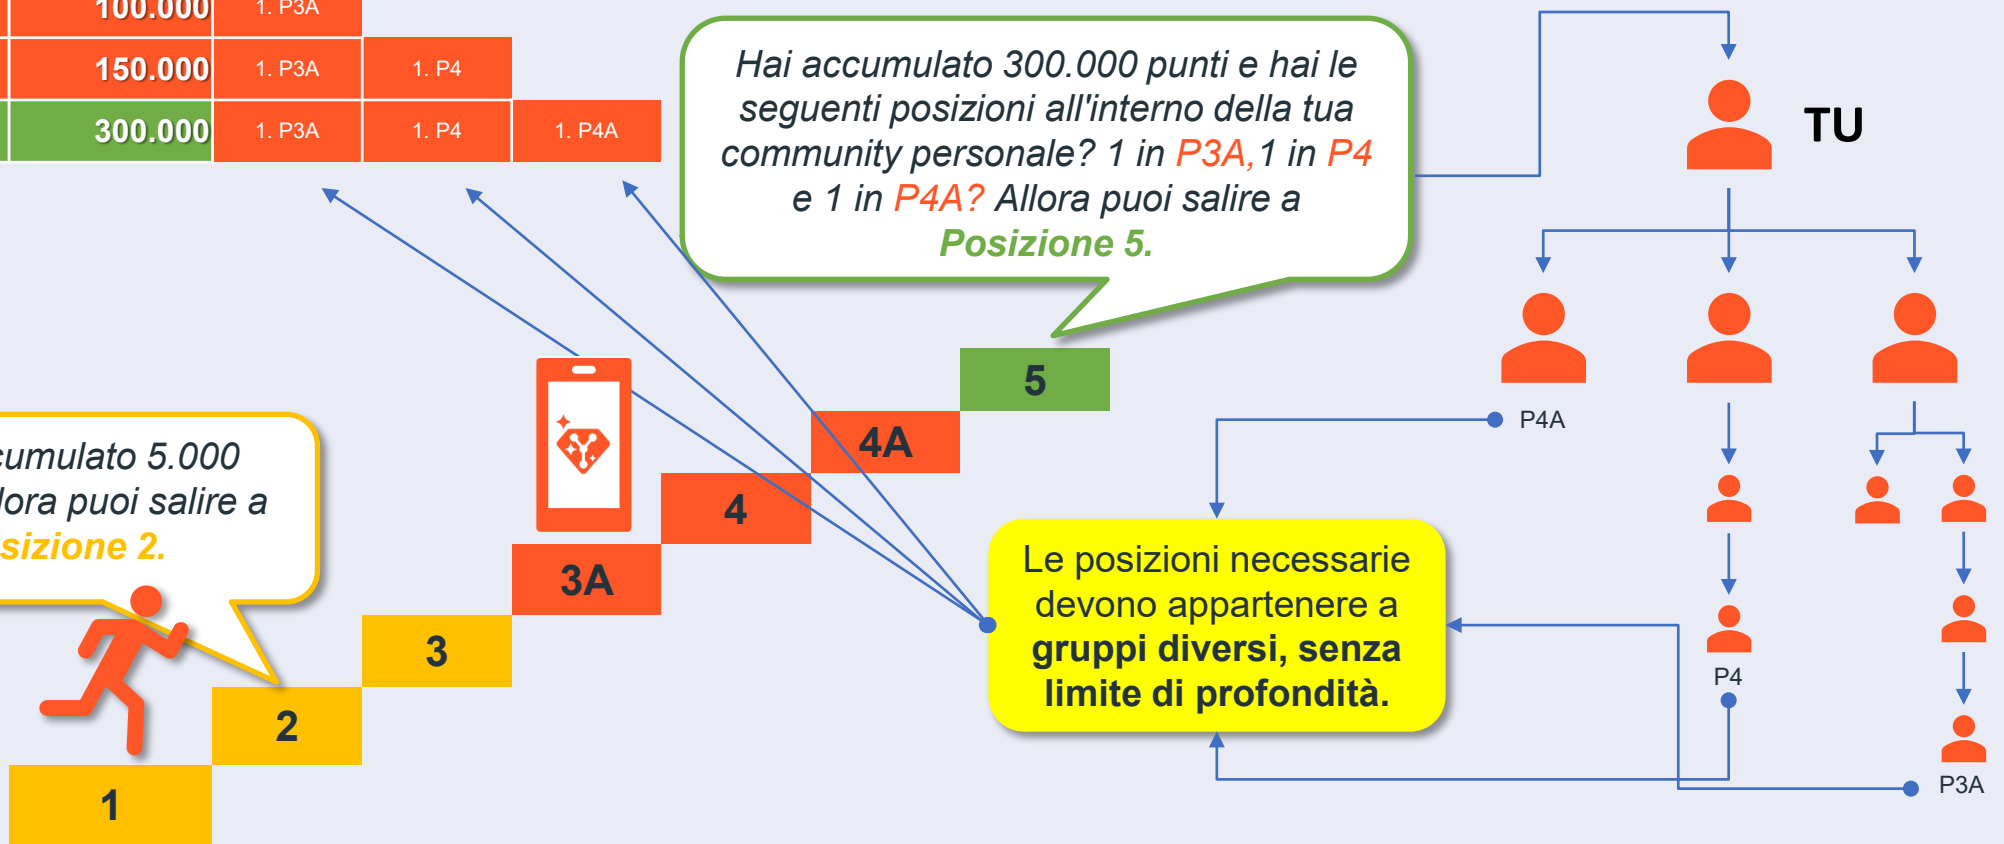 100.000 1. P3A
150.000 1. P3A 1. P4
300.000 1. P3A 1. P4 1. P4A
Hai accumulato 300.000 punti e hai le
seguenti posizioni all'interno della tua
community personale? 1 in P3A,1 in P4
e 1 in P4A? Allora puoi salire a
Posizione 5.
TU
5
4A
4
3A
3
2
1
5.000
puoi salire a
2.
P4A
Le posizioni necessarie
devono appartenere a
gruppi diversi, senza
limite di profondità.
P4
P3A